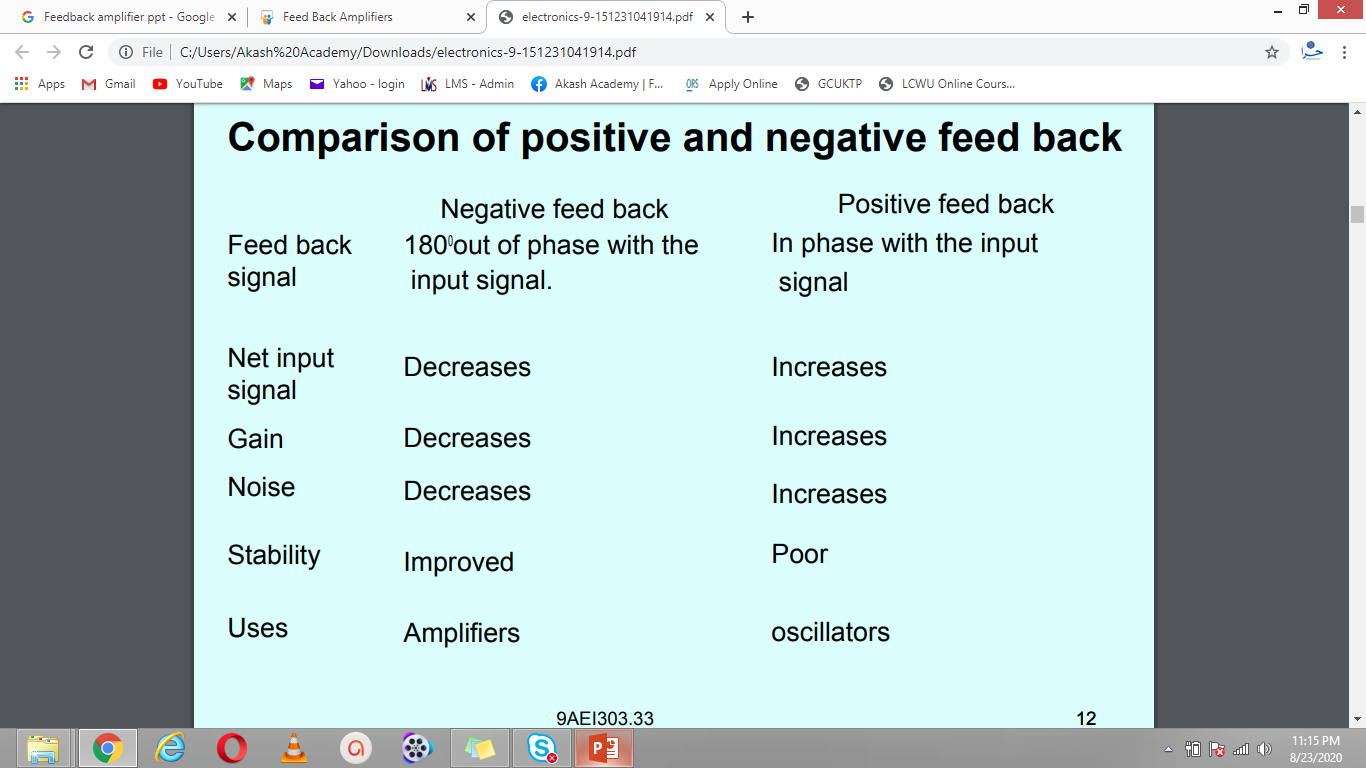 Feedback amplifier ppt - Google
Feed Back Amplifiers
electronics-9-151231041914.pdf
File | C:/Users/Akash%20Academy/Downloads/electronics-9-151231041914.pdf
Apps Gmail YouTube Maps Yahoo - login LMS - Admin Akash Academy | F... Apply Online GCUKTP LCWU Online Cours...
Comparison of positive and negative feed back
Negative feed back Positive feed back
Feed back signal
180⁰out of phase with the
input signal.
In phase with the input
signal
Net input signal
Decreases Increases
Gain Decreases Increases
Noise Decreases Increases
Stability Improved Poor
Uses Amplifiers oscillators
9AEI303.33 12
11:15 PM
8/23/2020